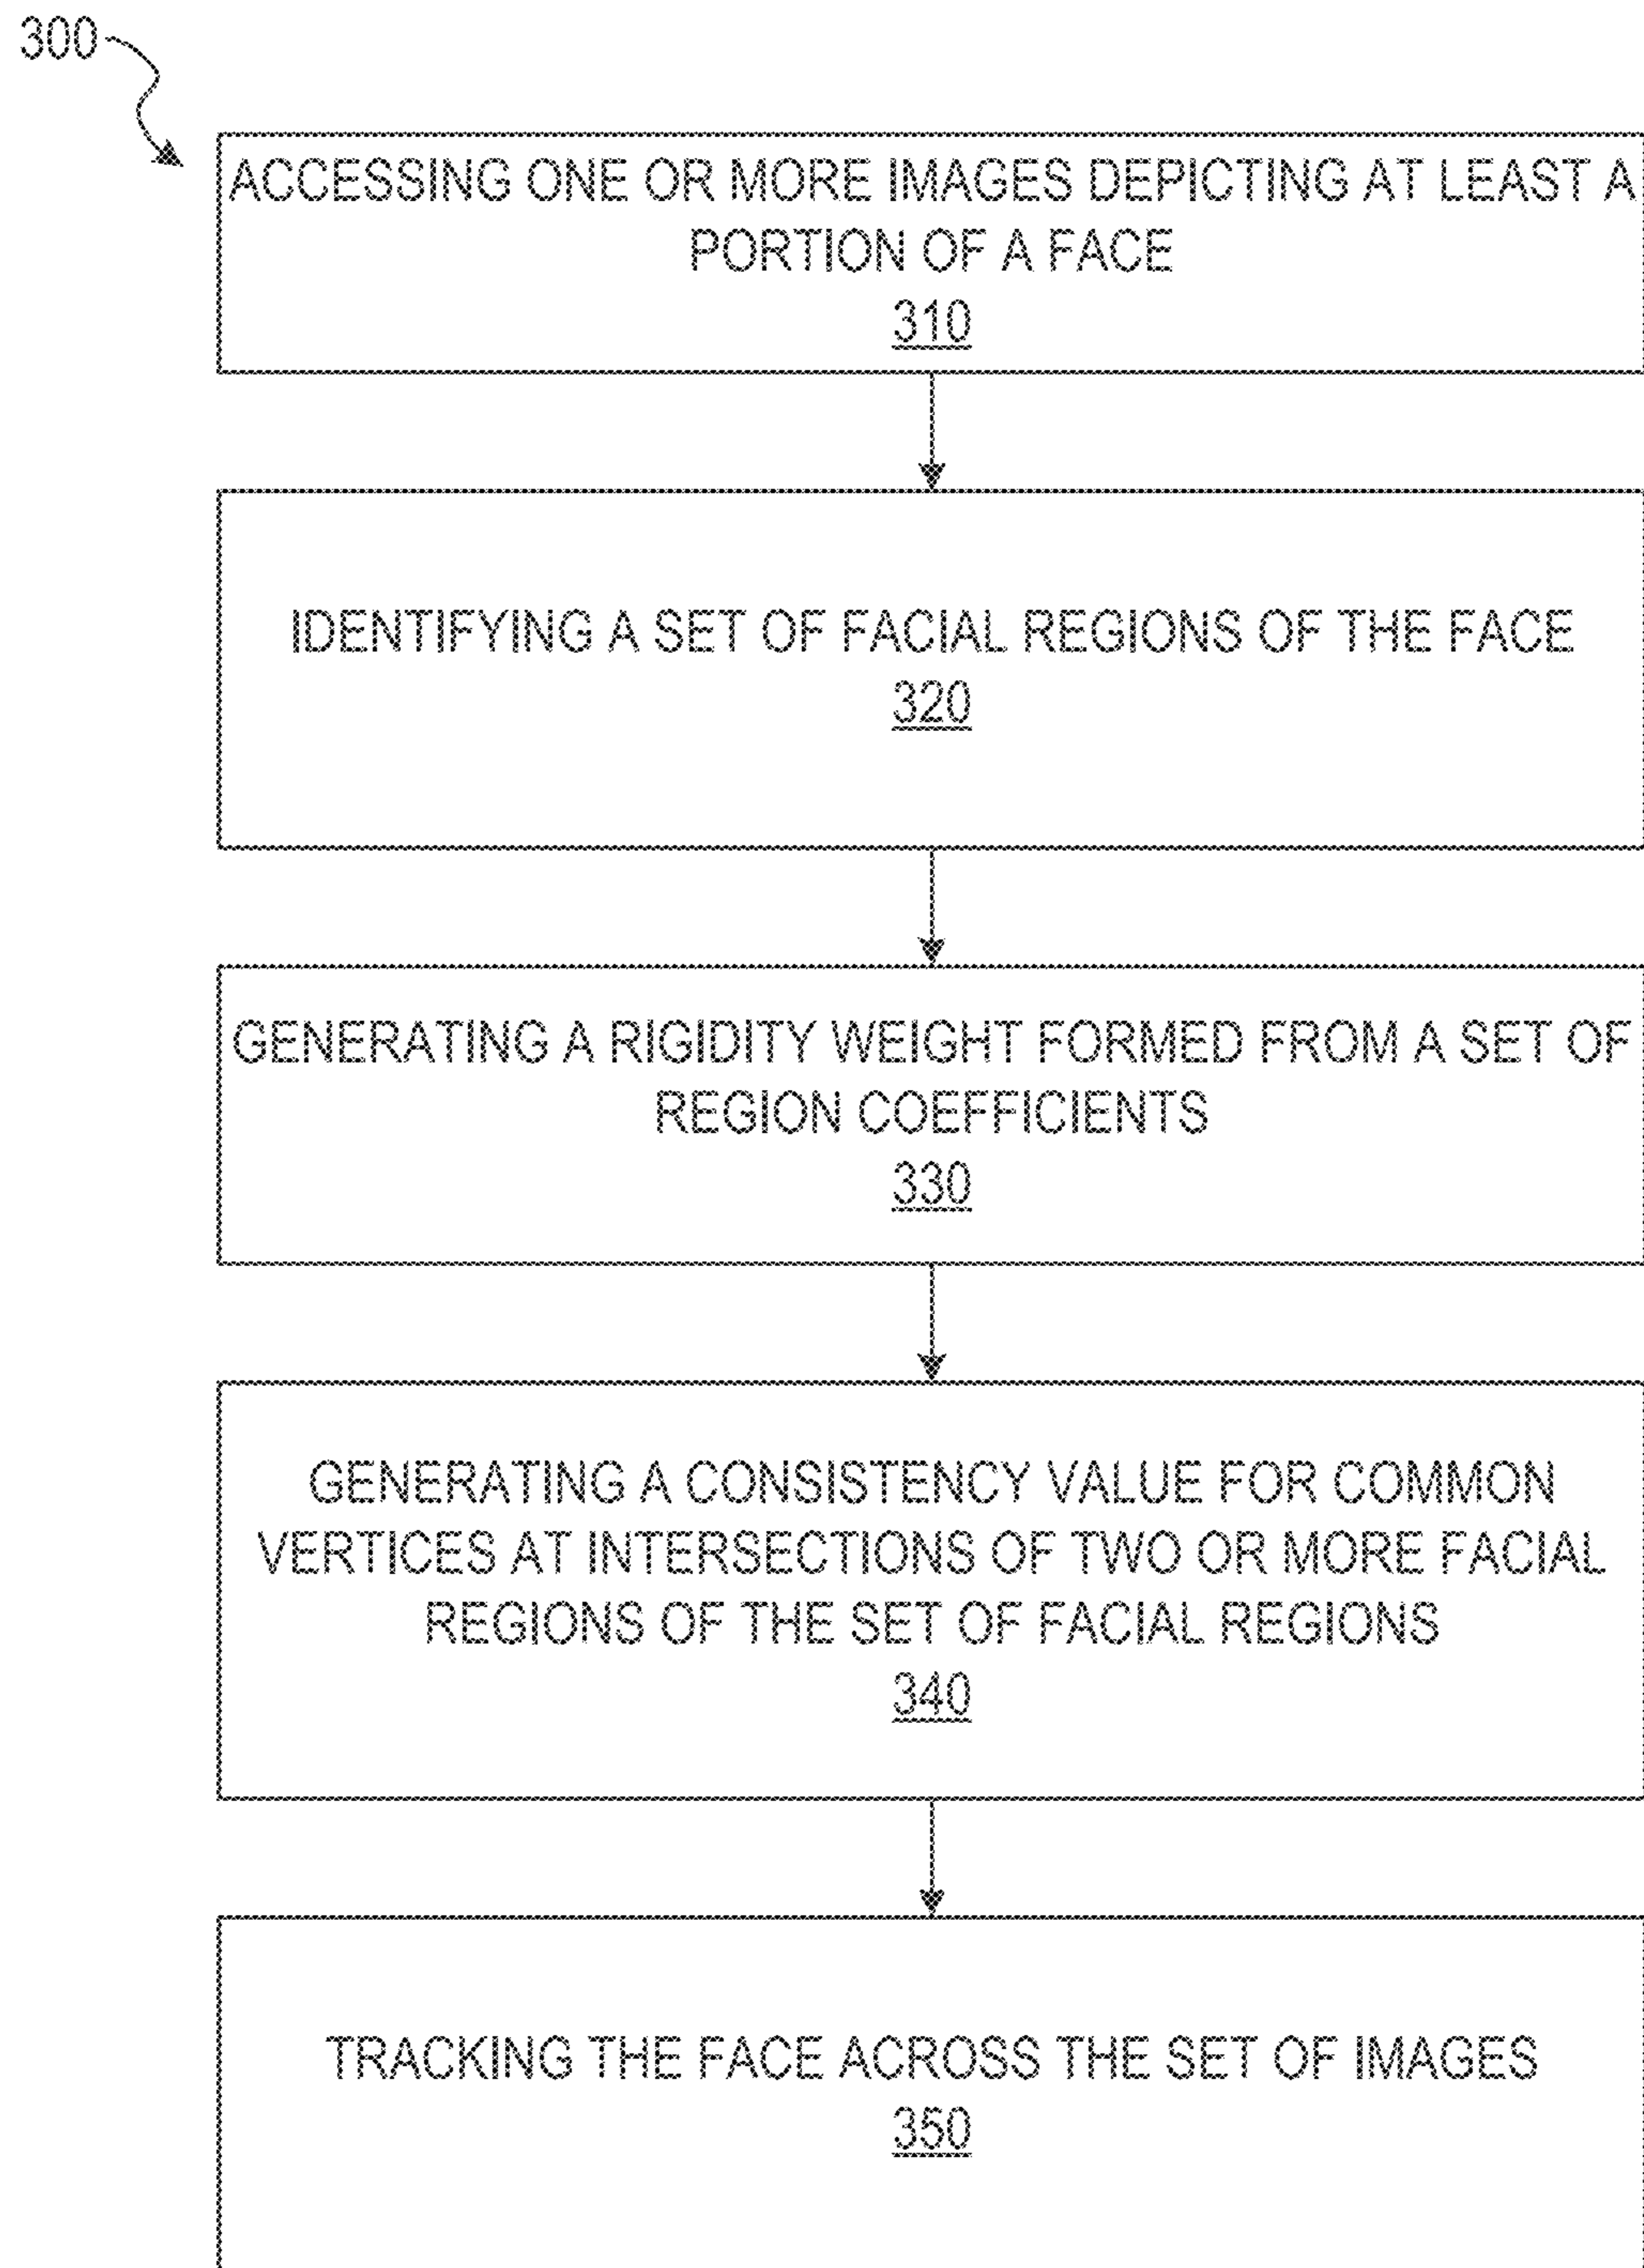 300
ACCESSING ONE OR MORE IMAGES DEPICTING AT LEAST A
PORTION OF A FACE
310
IDENTIFYING A SET OF FACIAL REGIONS OF THE FACE
320
GENERATING A RIGIDITY WEIGHT FORMED FROM A SET OF
REGION COEFFICIENTS
330
GENERATING A CONSISTENCY VALUE FOR COMMON
VERTICES AT INTERSECTIONS OF TWO OR MORE FACIAL
REGIONS OF THE SET OF FACIAL REGIONS
340
TRACKING THE FACE ACROSS THE SET OF IMAGES
350